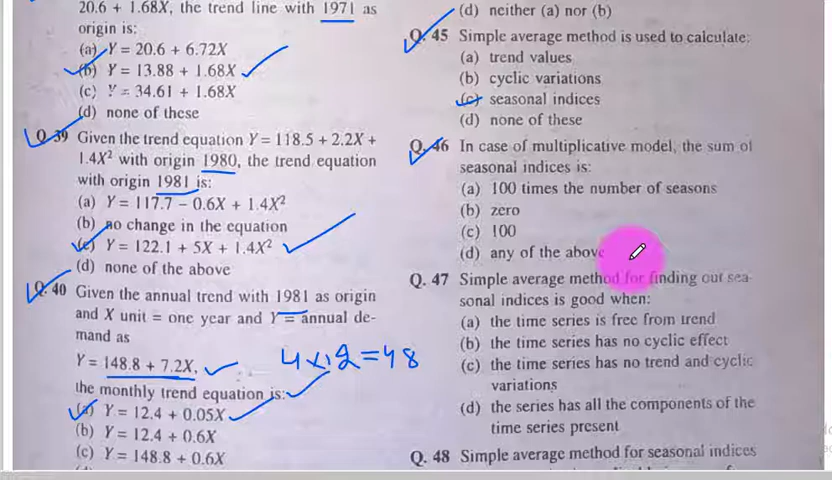 20.6 + 1.68X, the trend line with 1971 as
origin is:
(a) Y = 20.6 + 6.72X
(b) Y = 13.88 + 1.68X
(c) Y = 34.61 + 1.68X
(d) none of these
Q. 39 Given the trend equation Y = 118.5 + 2.2X +
1.4X² with origin 1980, the trend equation
with origin 1981 is:
(a) Y = 117.7 − 0.6X + 1.4X²
(b) no change in the equation
(c) Y = 122.1 + 5X + 1.4X²
(d) none of the above
Q. 40 Given the annual trend with 1981 as origin
and X unit = one year and Y = annual de-
mand as
Y = 148.8 + 7.2X,
4 × 12 = 48
the monthly trend equation is:
(a) Y = 12.4 + 0.05X
(b) Y = 12.4 + 0.6X
(c) Y = 148.8 + 0.6X
(d) neither (a) nor (b)
Q. 45 Simple average method is used to calculate:
(a) trend values
(b) cyclic variations
(c) seasonal indices
(d) none of these
Q. 46 In case of multiplicative model, the sum of
seasonal indices is:
(a) 100 times the number of seasons
(b) zero
(c) 100
(d) any of the above
Q. 47 Simple average method for finding out sea-
sonal indices is good when:
(a) the time series is free from trend
(b) the time series has no cyclic effect
(c) the time series has no trend and cyclic
variations
(d) the series has all the components of the
time series present
Q. 48 Simple average method for seasonal indices